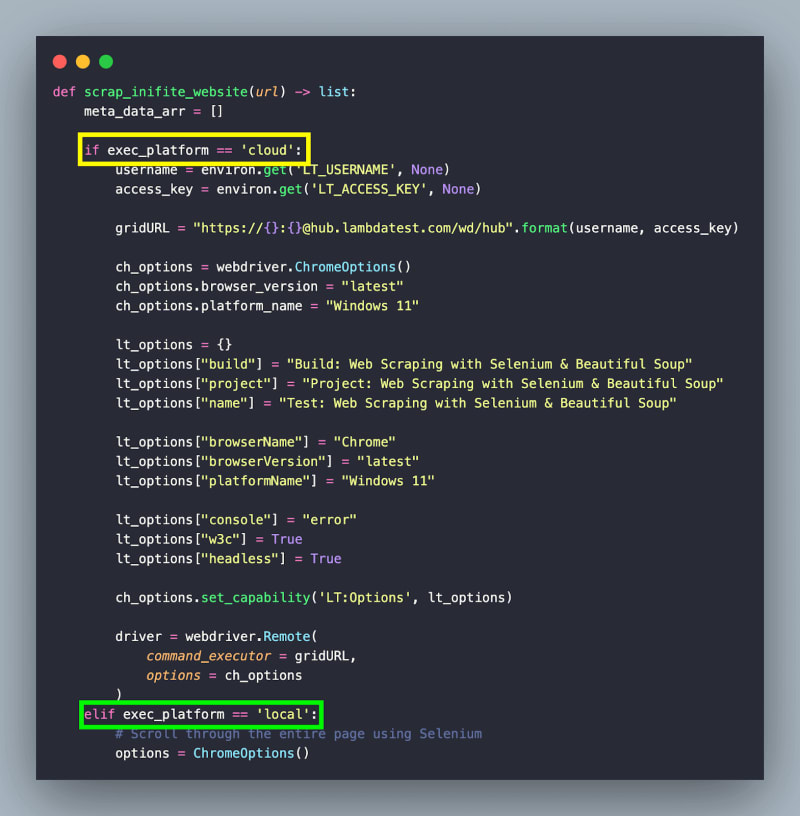 def scrap_inifite_website(url) -> list:
    meta_data_arr = []

    if exec_platform == 'cloud':
        username = environ.get('LT_USERNAME', None)
        access_key = environ.get('LT_ACCESS_KEY', None)

        gridURL = "https://{}:{}@hub.lambdatest.com/wd/hub".format(username, access_key)

        ch_options = webdriver.ChromeOptions()
        ch_options.browser_version = "latest"
        ch_options.platform_name = "Windows 11"

        lt_options = {}
        lt_options["build"] = "Build: Web Scraping with Selenium & Beautiful Soup"
        lt_options["project"] = "Project: Web Scraping with Selenium & Beautiful Soup"
        lt_options["name"] = "Test: Web Scraping with Selenium & Beautiful Soup"

        lt_options["browserName"] = "Chrome"
        lt_options["browserVersion"] = "latest"
        lt_options["platformName"] = "Windows 11"

        lt_options["console"] = "error"
        lt_options["w3c"] = True
        lt_options["headless"] = True

        ch_options.set_capability('LT:Options', lt_options)

        driver = webdriver.Remote(
            command_executor = gridURL,
            options = ch_options
        )
    elif exec_platform == 'local':
        # Scroll through the entire page using Selenium
        options = ChromeOptions()